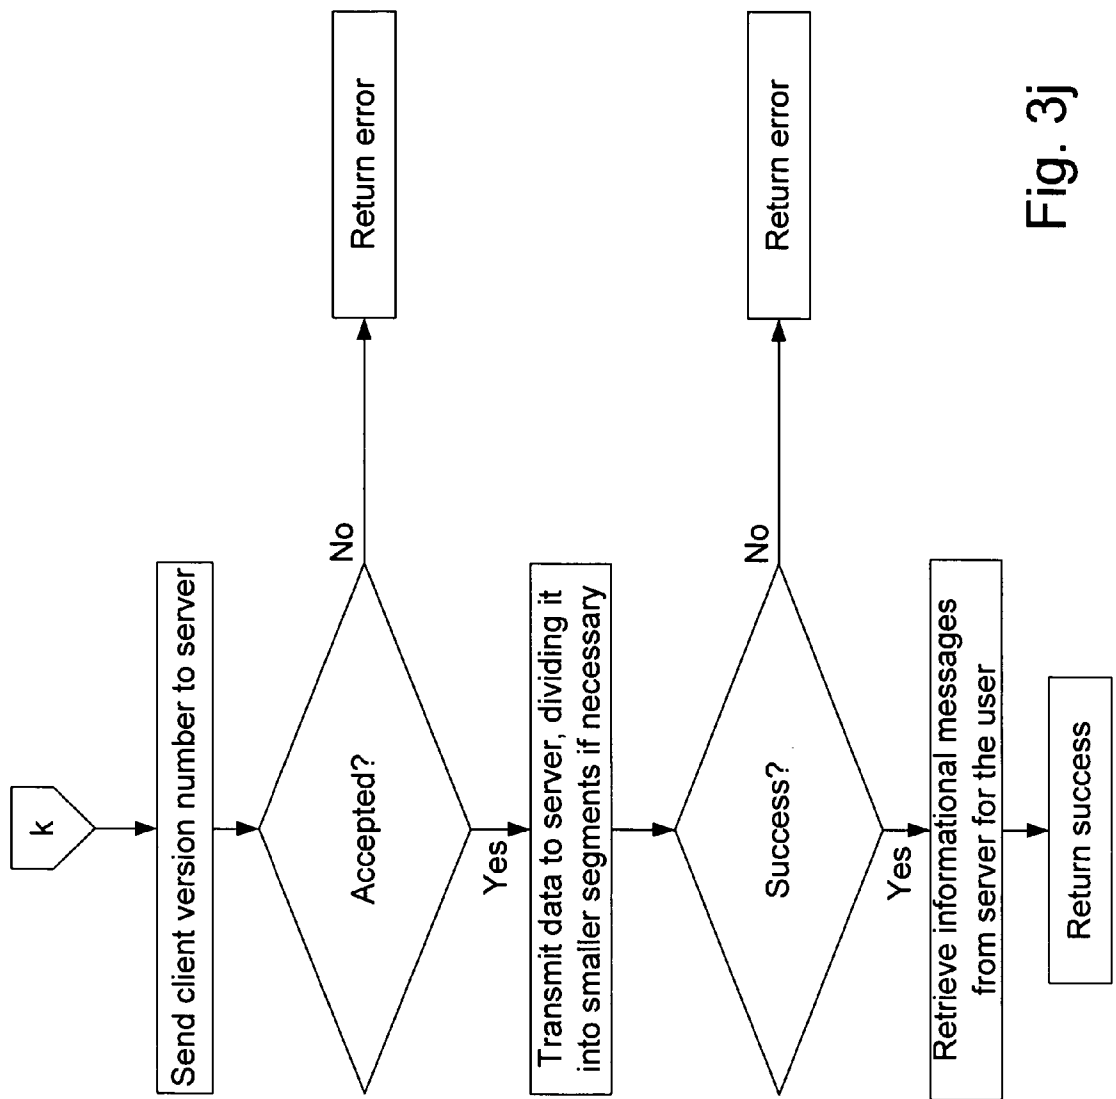 k
Send client version number to server
Accepted?
No
Return error
Yes
Transmit data to server, dividing it
into smaller segments if necessary
Success?
No
Return error
Yes
Retrieve informational messages
from server for the user
Return success
Fig. 3j